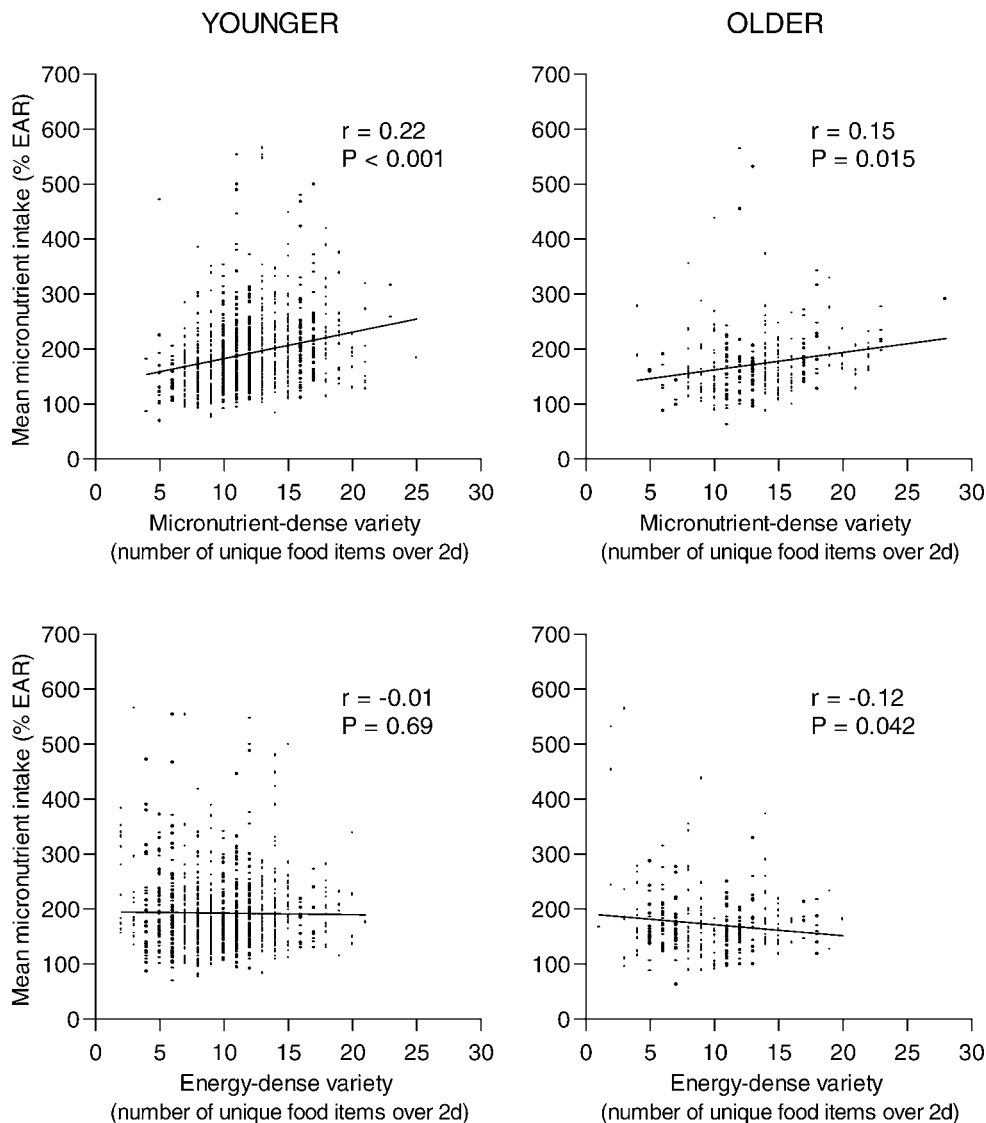 YOUNGER
OLDER
Mean micronutrient intake (% EAR)
700
600
500
400
300
200
100
0
r = 0.22
P < 0.001
0 5 10 15 20 25 30
Micronutrient-dense variety
(number of unique food items over 2d)
700
600
500
400
300
200
100
0
r = 0.15
P = 0.015
0 5 10 15 20 25 30
Micronutrient-dense variety
(number of unique food items over 2d)
Mean micronutrient intake (% EAR)
700
600
500
400
300
200
100
0
r = -0.01
P = 0.69
0 5 10 15 20 25 30
Energy-dense variety
(number of unique food items over 2d)
700
600
500
400
300
200
100
0
r = -0.12
P = 0.042
0 5 10 15 20 25 30
Energy-dense variety
(number of unique food items over 2d)